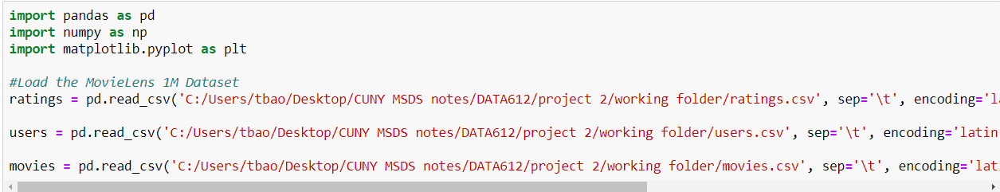 import pandas as pd
import numpy as np
import matplotlib.pyplot as plt
#Load the MovieLens 1M Dataset
ratings = pd.read_csv('C:/Users/tbao/Desktop/CUNY MSDS notes/DATA612/project 2/working folder/ratings.csv', sep='\t', encoding='la
users = pd.read_csv('C:/Users/tbao/Desktop/CUNY MSDS notes/DATA612/project 2/working folder/users.csv', sep='\t', encoding='latin
movies = pd.read_csv('C:/Users/tbao/Desktop/CUNY MSDS notes/DATA612/project 2/working folder/movies.csv', sep='\t', encoding='lati